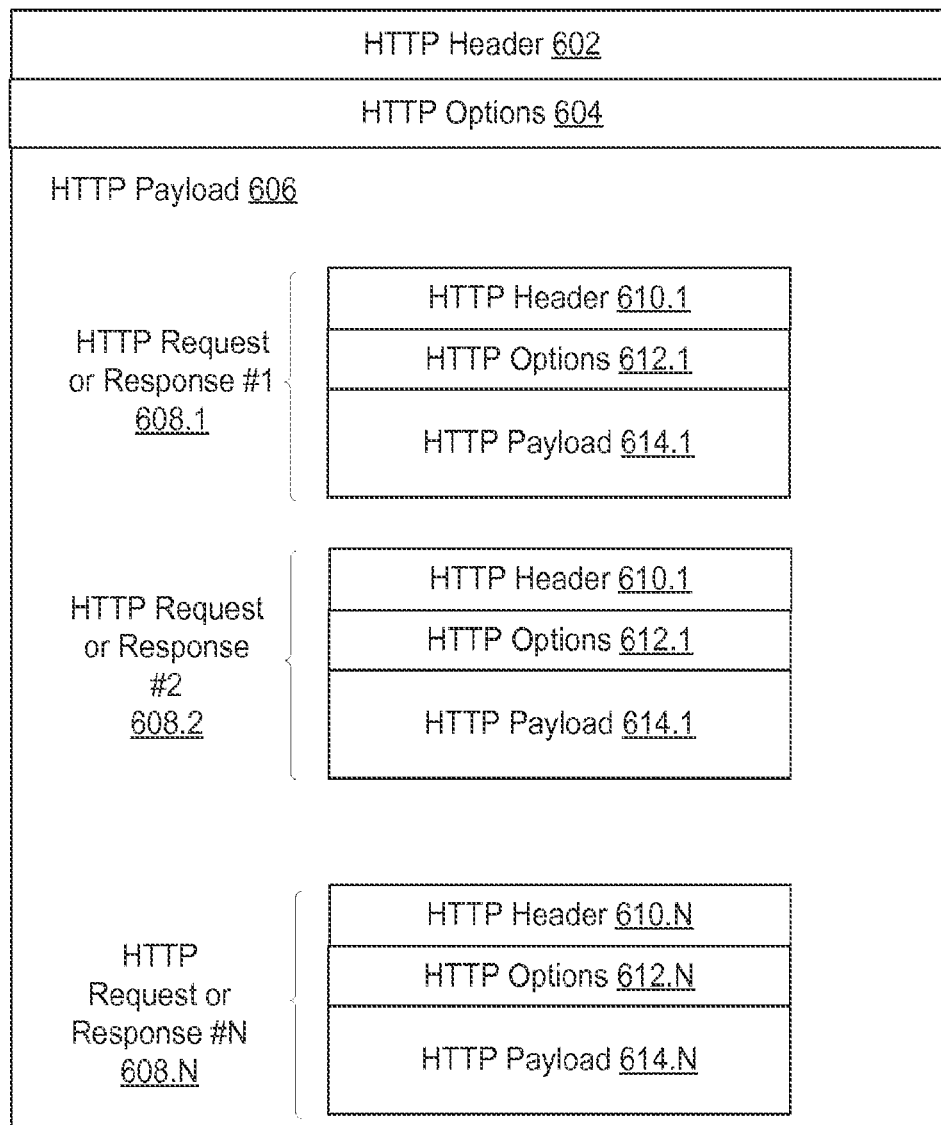 HTTP Header 602
HTTP Options 604
HTTP Payload 606
HTTP Request
or Response #1
608.1
HTTP Header 610.1
HTTP Options 612.1
HTTP Payload 614.1
HTTP Request
or Response
#2
608.2
HTTP Header 610.1
HTTP Options 612.1
HTTP Payload 614.1
HTTP
Request or
Response #N
608.N
HTTP Header 610.N
HTTP Options 612.N
HTTP Payload 614.N